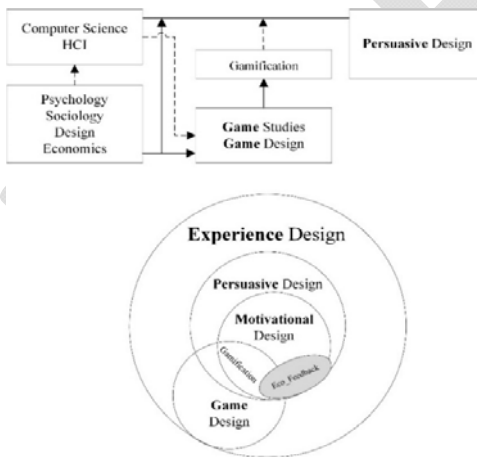 Computer Science
HCI
Persuasive Design
Gamification
Psychology
Sociology
Design
Economics
Game Studies
Game Design
Experience Design
Persuasive Design
Motivational
Design
Gamification
Eco_Feedback
Game
Design